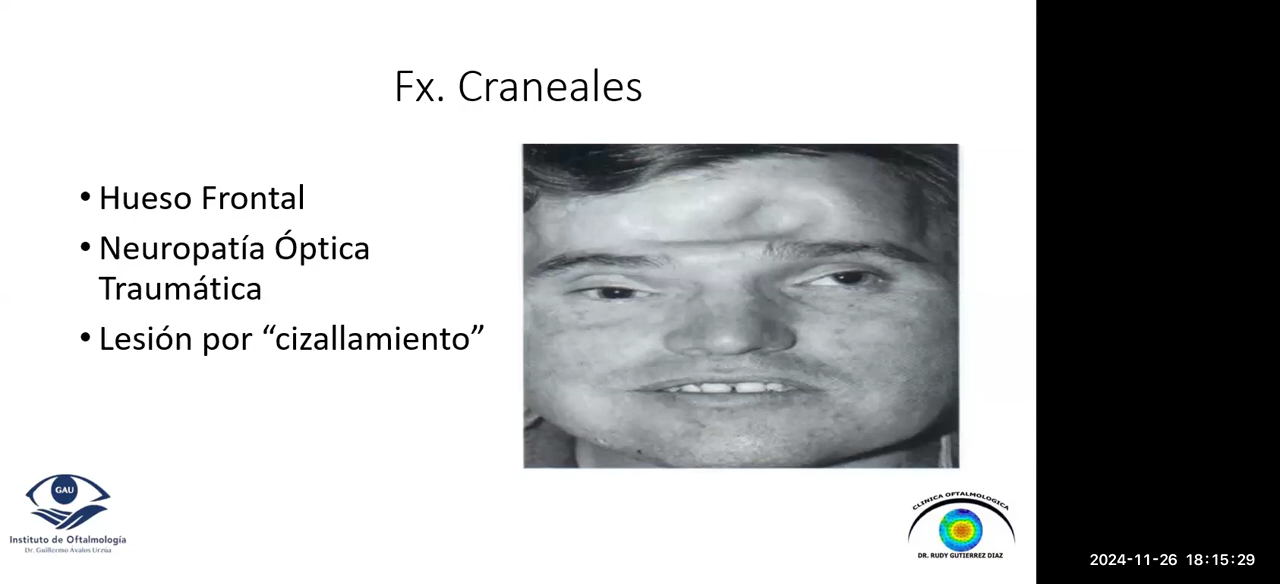 Fx. Craneales
• Hueso Frontal
• Neuropatía Óptica
Traumática
• Lesión por “cizallamiento”
GAU
Instituto de Oftalmología
Dr. Guillermo Avalos Urzúa
CLINICA OFTALMOLOGICA
DR. RUDY GUTIERREZ DIAZ
2024-11-26 18:15:29